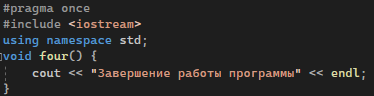 #pragma once
#include <iostream>
using namespace std;
void four() {
    cout << "Завершение работы программы" << endl;
}